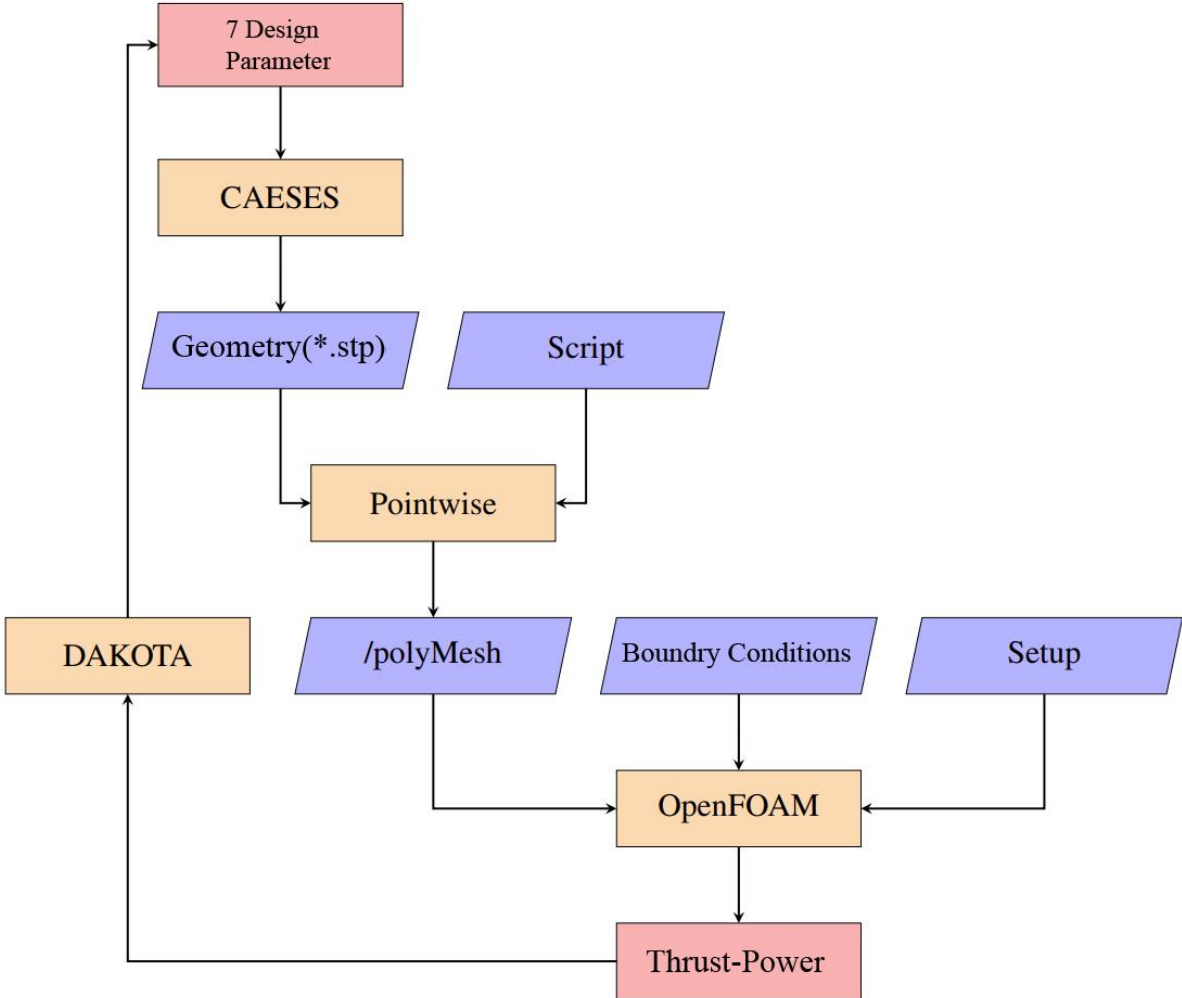 7 Design
Parameter
CAESES
Geometry(*.stp)
Script
Pointwise
DAKOTA
/polyMesh
Boundry Conditions
Setup
OpenFOAM
Thrust-Power